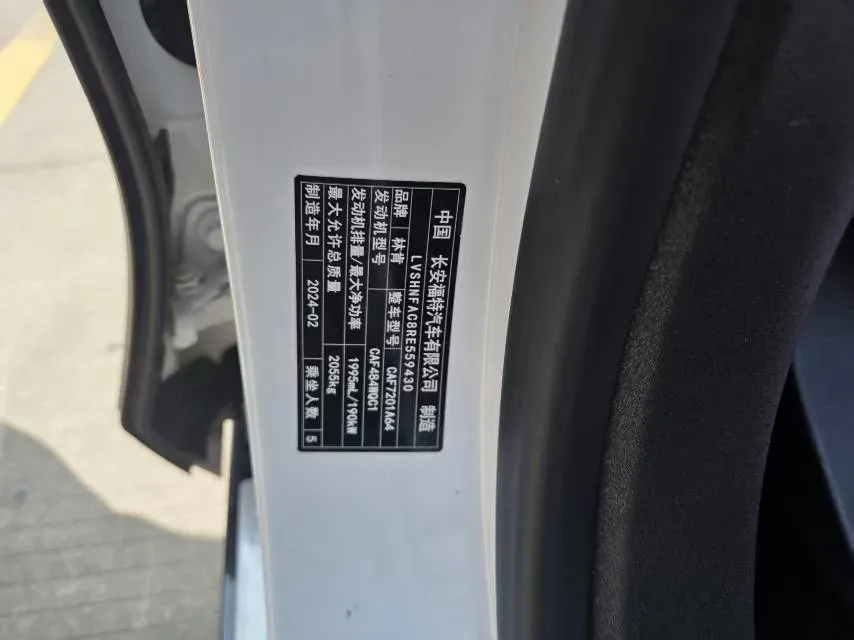 中国 长安福特汽车有限公司 制造
LVSHNFAC8RE559430
品牌 林肯 整车型号 CAF7201A64
发动机型号 CAF484WQC1
发动机排量/最大净功率 1995mL/190kW
最大允许总质量 2055kg
制造年月 2024-02 乘坐人数 5